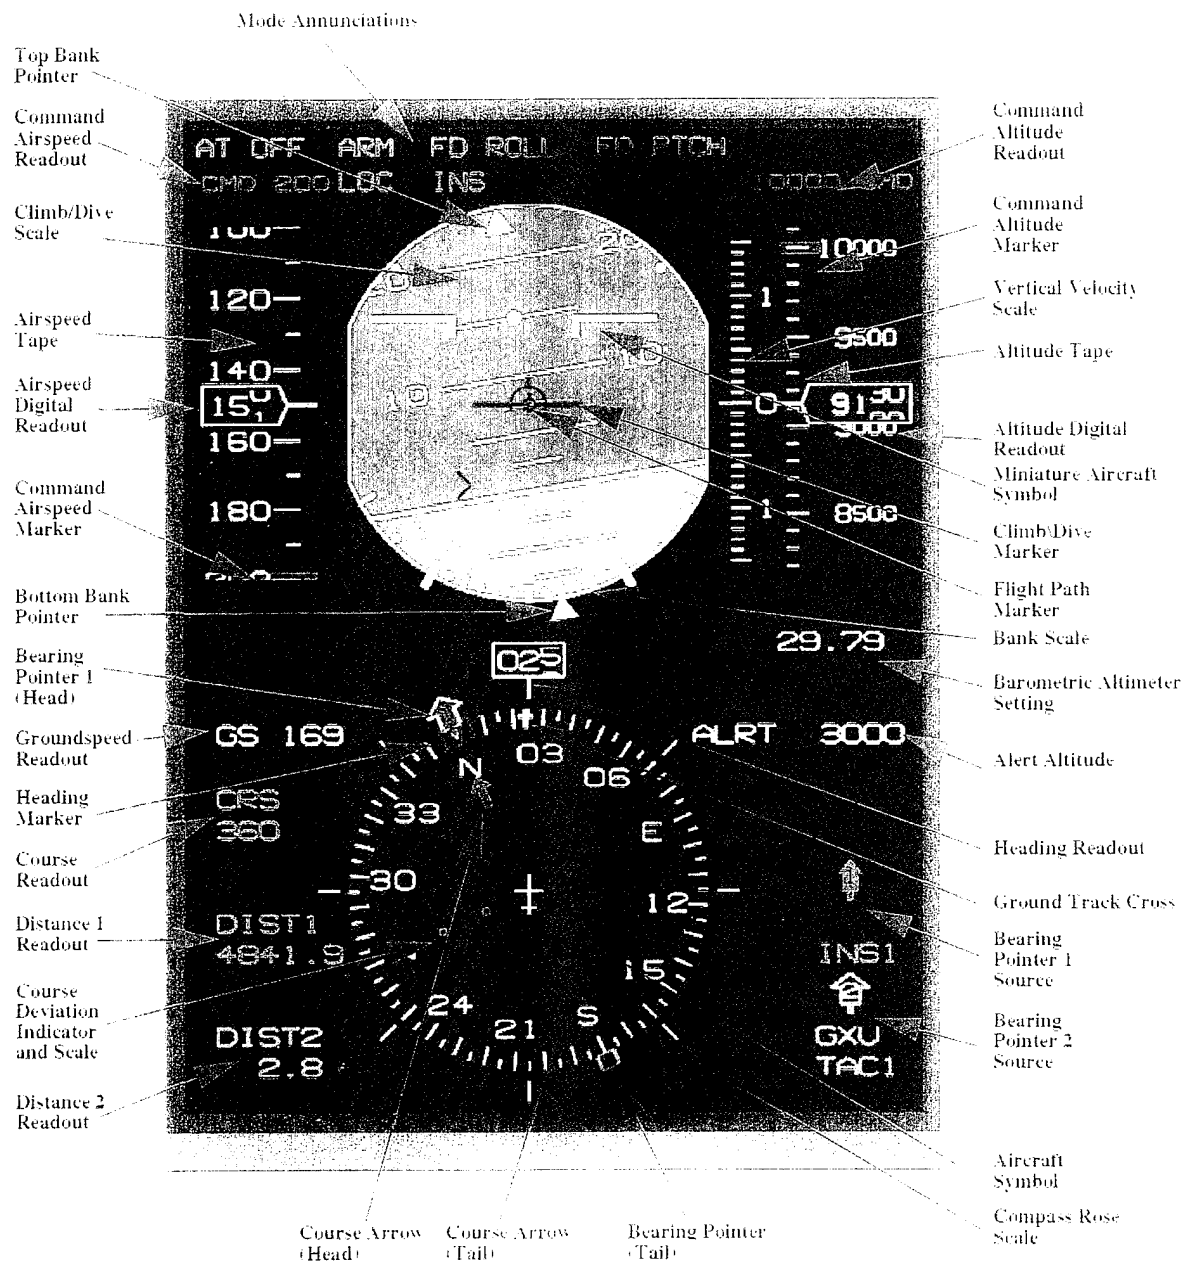 Mode Annunciations
Top Bank
Pointer
Command
Airspeed
Readout
Climb/Dive
Scale
Airspeed
Tape
Airspeed
Digital
Readout
Command
Airspeed
Marker
Bottom Bank
Pointer
Bearing
Pointer 1
(Head)
Groundspeed
Readout
Heading
Marker
Course
Readout
Distance 1
Readout
Course
Deviation
Indicator
and Scale
Distance 2
Readout
AT OFF ARM FD ROLL FD PTCH
CMD 200 LOC INS
120
140
160
180
20
10
10
10000
9500
9000
8500
1
0
1
29.79
025
GS 169
ALRT 3000
CRS
360
DIST1
4841.9
DIST2
2.8
N
03
06
E
12
15
S
21
24
30
33
1
INS1
2
GXU
TAC1
Command
Altitude
Readout
Command
Altitude
Marker
Vertical Velocity
Scale
Altitude Tape
Altitude Digital
Readout
Miniature Aircraft
Symbol
Climb\Dive
Marker
Flight Path
Marker
Bank Scale
Barometric Altimeter
Setting
Alert Altitude
Heading Readout
Ground Track Cross
Bearing
Pointer 1
Source
Bearing
Pointer 2
Source
Aircraft
Symbol
Compass Rose
Scale
Course Arrow
(Head)
Course Arrow
(Tail)
Bearing Pointer
(Tail)